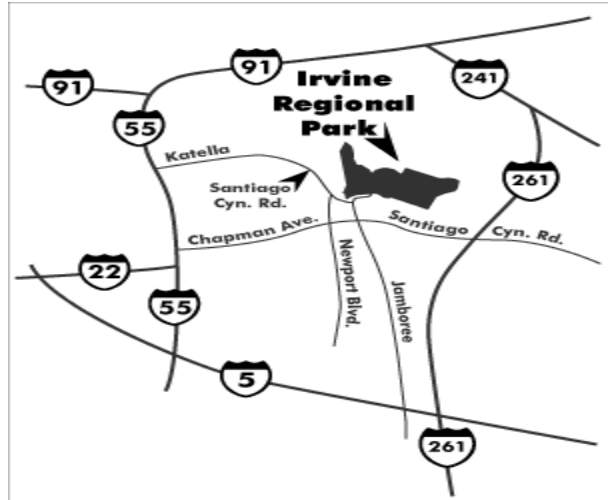 91
91
241
Irvine
Regional
Park
55
Katella
261
Santiago
Cyn. Rd.
Chapman Ave.
Santiago Cyn. Rd.
22
Newport Blvd.
Jamboree
55
5
261